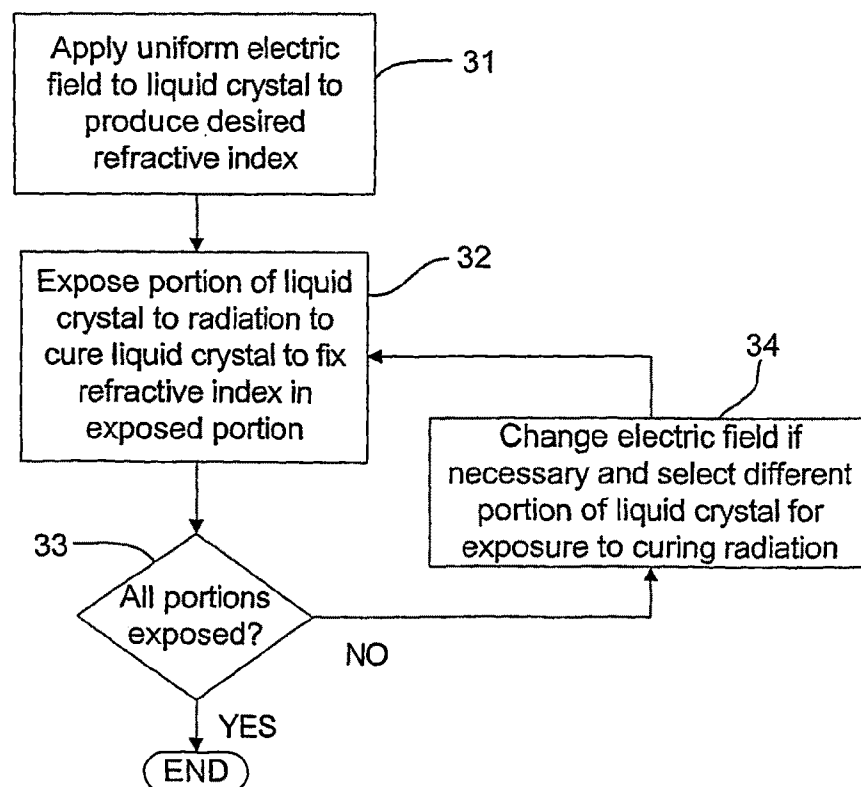 Apply uniform electric
field to liquid crystal to
produce desired
refractive index
31
Expose portion of liquid
crystal to radiation to
cure liquid crystal to fix
refractive index in
exposed portion
32
34
Change electric field if
necessary and select different
portion of liquid crystal for
exposure to curing radiation
33
All portions
exposed?
NO
YES
END